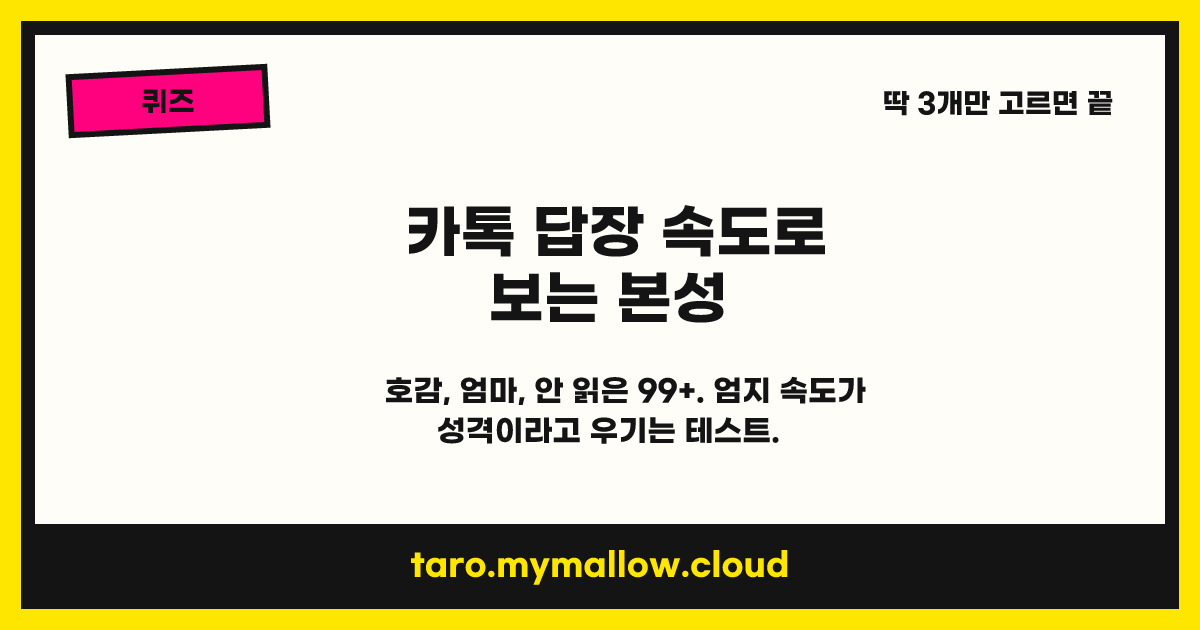 퀴즈
딱 3개만 고르면 끝
카톡 답장 속도로
보는 본성
호감, 엄마, 안 읽은 99+. 엄지 속도가
성격이라고 우기는 테스트.
taro.mymallow.cloud